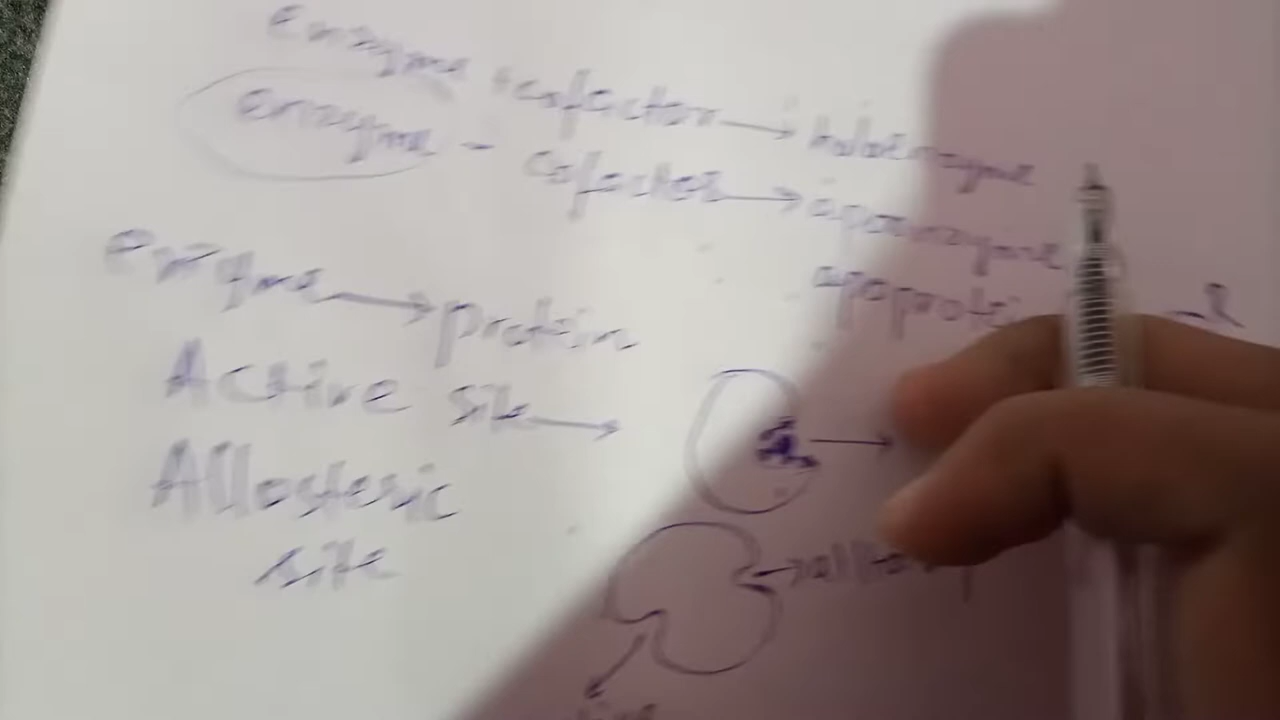 enzyme + cofactor → holoenzyme
enzyme - cofactor → apoenzyme
apoprotein
enzyme → protein
Active site →
Allosteric
site